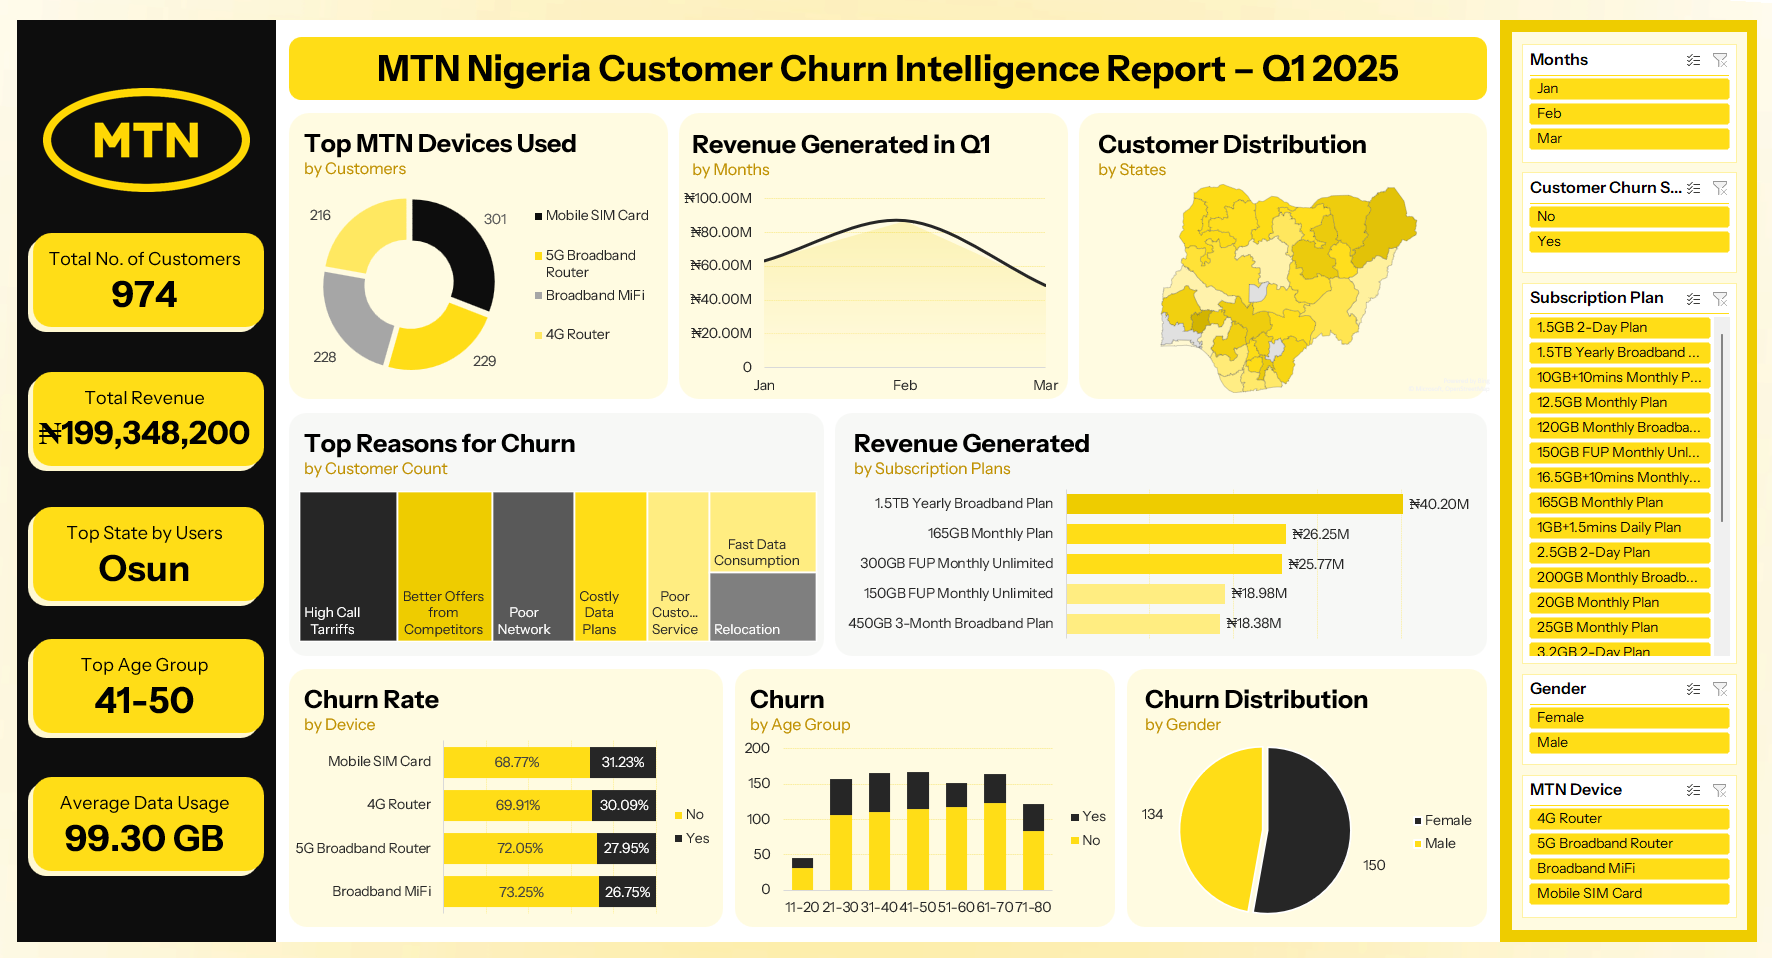 MTN
Total No. of Customers
974
Total Revenue
₦199,348,200
Top State by Users
Osun
Top Age Group
41-50
Average Data Usage
99.30 GB
MTN Nigeria Customer Churn Intelligence Report – Q1 2025
Top MTN Devices Used
by Customers
216
301
228
229
Mobile SIM Card
5G Broadband
Router
Broadband MiFi
4G Router
Revenue Generated in Q1
by Months
₦100.00M
₦80.00M
₦60.00M
₦40.00M
₦20.00M
0
Jan
Feb
Mar
Customer Distribution
by States
Top Reasons for Churn
by Customer Count
High Call
Tarriffs
Better Offers
from
Competitors
Poor
Network
Costly
Data
Plans
Poor
Custo...
Service
Fast Data
Consumption
Relocation
Revenue Generated
by Subscription Plans
1.5TB Yearly Broadband Plan
₦40.20M
165GB Monthly Plan
₦26.25M
300GB FUP Monthly Unlimited
₦25.77M
150GB FUP Monthly Unlimited
₦18.98M
450GB 3-Month Broadband Plan
₦18.38M
Churn Rate
by Device
Mobile SIM Card
68.77%
31.23%
4G Router
69.91%
30.09%
5G Broadband Router
72.05%
27.95%
Broadband MiFi
73.25%
26.75%
No
Yes
Churn
by Age Group
200
150
100
50
0
11-20 21-30 31-40 41-50 51-60 61-70 71-80
Yes
No
Churn Distribution
by Gender
134
150
Female
Male
Months
Jan
Feb
Mar
Customer Churn S...
No
Yes
Subscription Plan
1.5GB 2-Day Plan
1.5TB Yearly Broadband ...
10GB+10mins Monthly P...
12.5GB Monthly Plan
120GB Monthly Broadba...
150GB FUP Monthly Unl...
16.5GB+10mins Monthly...
165GB Monthly Plan
1GB+1.5mins Daily Plan
2.5GB 2-Day Plan
200GB Monthly Broadb...
20GB Monthly Plan
25GB Monthly Plan
3.2GB 2-Day Plan
Gender
Female
Male
MTN Device
4G Router
5G Broadband Router
Broadband MiFi
Mobile SIM Card